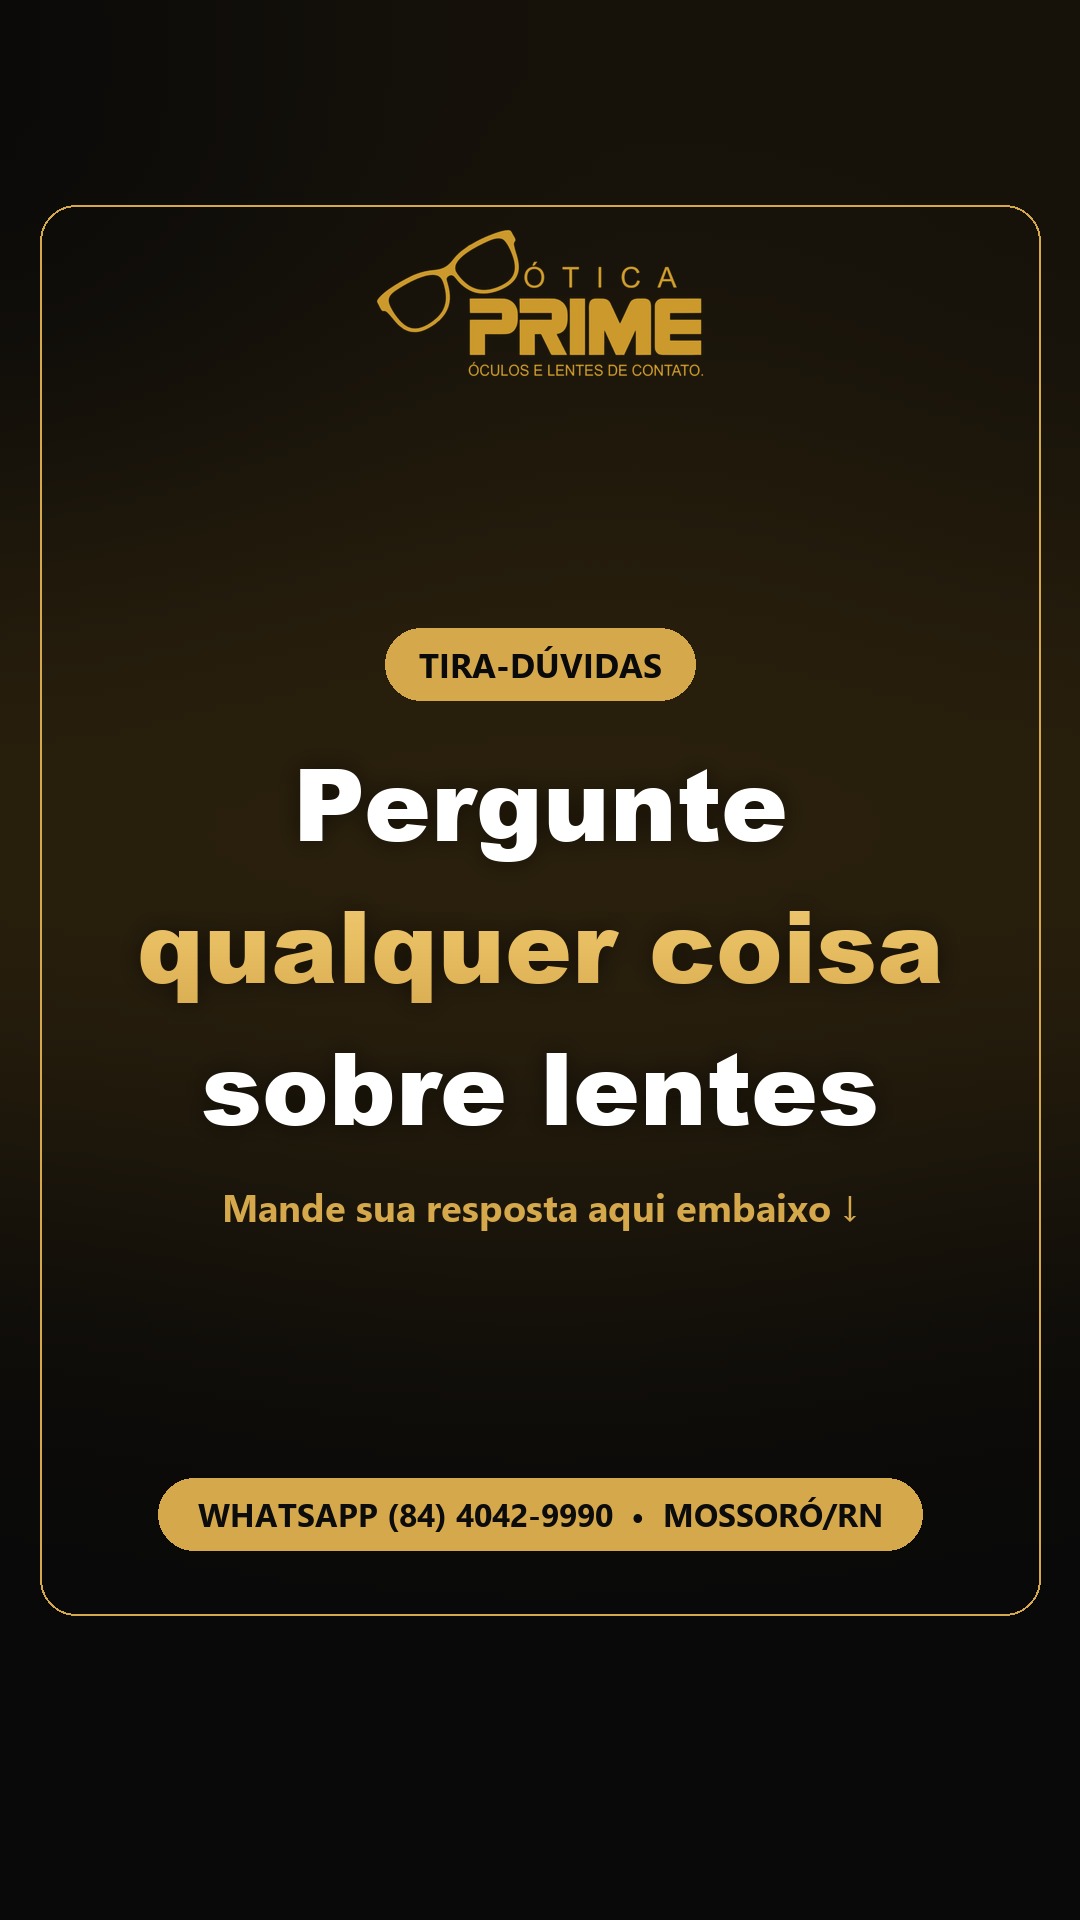 ÓTICA
PRIME
ÓCULOS E LENTES DE CONTATO.
TIRA-DÚVIDAS
Pergunte
qualquer coisa
sobre lentes
Mande sua resposta aqui embaixo ↓
WHATSAPP (84) 4042-9990 • MOSSORÓ/RN